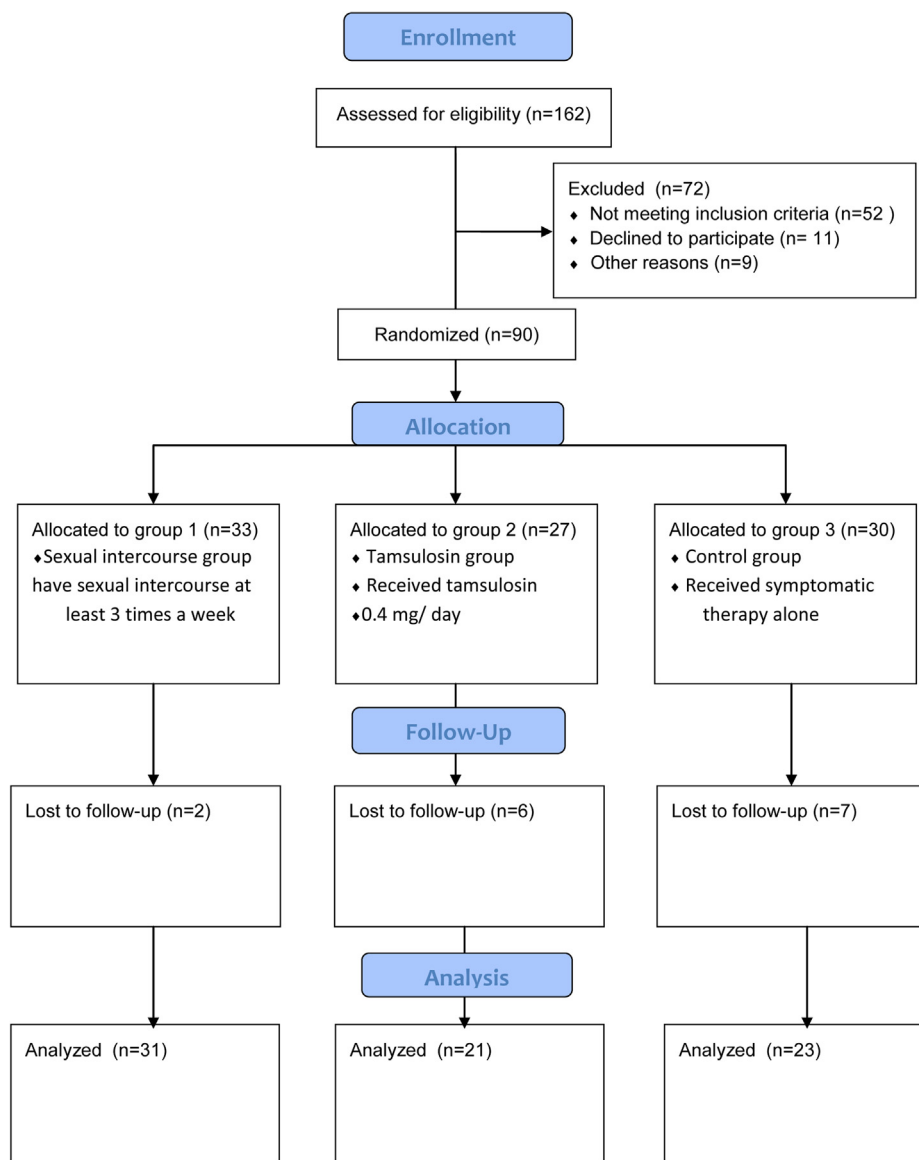 Enrollment
Assessed for eligibility (n=162)
Excluded (n=72)
♦ Not meeting inclusion criteria (n=52 )
♦ Declined to participate (n= 11)
♦ Other reasons (n=9)
Randomized (n=90)
Allocation
Allocated to group 1 (n=33)
♦Sexual intercourse group
have sexual intercourse at
least 3 times a week
Allocated to group 2 (n=27)
♦ Tamsulosin group
♦ Received tamsulosin
♦0.4 mg/ day
Allocated to group 3 (n=30)
♦ Control group
♦ Received symptomatic
therapy alone
Follow-Up
Lost to follow-up (n=2)
Lost to follow-up (n=6)
Lost to follow-up (n=7)
Analysis
Analyzed (n=31)
Analyzed (n=21)
Analyzed (n=23)